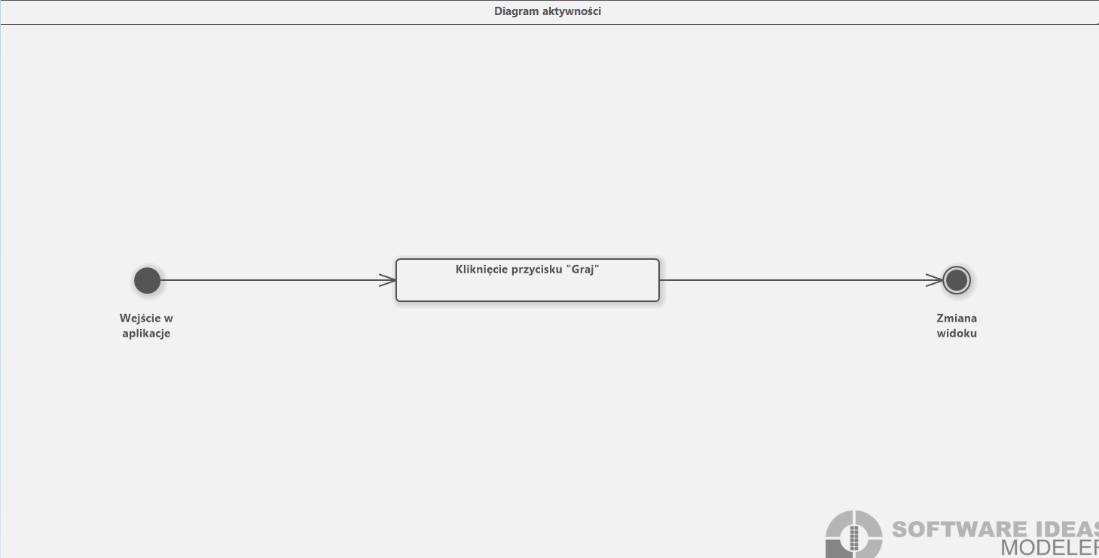 Diagram aktywności
Kliknięcie przycisku "Graj"
Wejście w
aplikacje
Zmiana
widoku
SOFTWARE IDEAS
MODELER